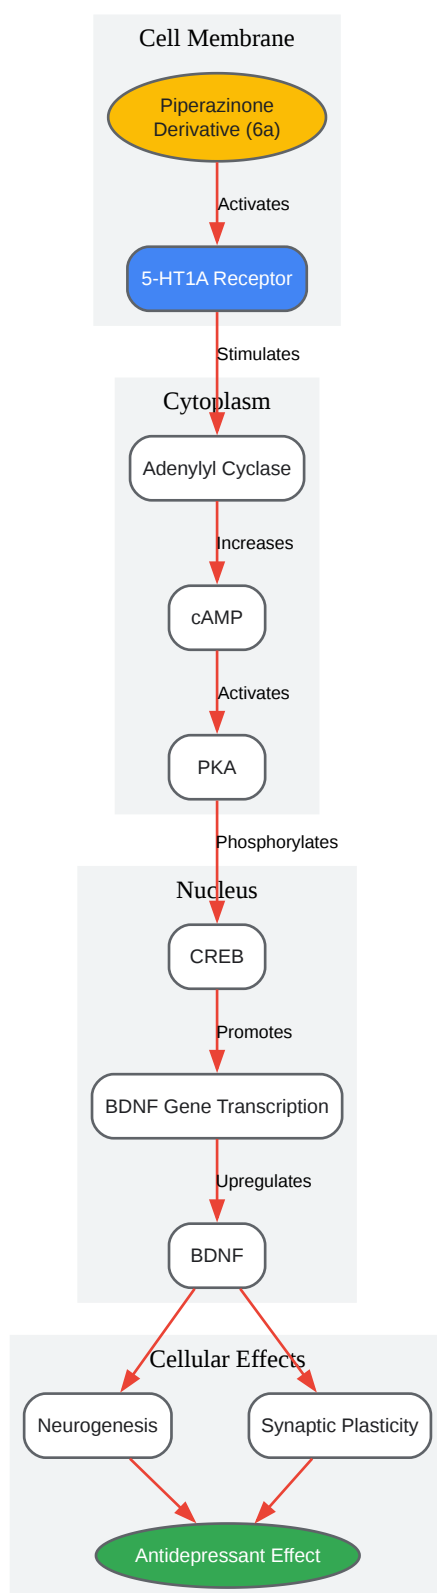 Cell Membrane
Piperazinone
Derivative (6a)
Activates
5-HT1A Receptor
Stimulates
Cytoplasm
Adenylyl Cyclase
Increases
cAMP
Activates
PKA
Phosphorylates
Nucleus
CREB
Promotes
BDNF Gene Transcription
Upregulates
BDNF
Cellular Effects
Neurogenesis
Synaptic Plasticity
Antidepressant Effect